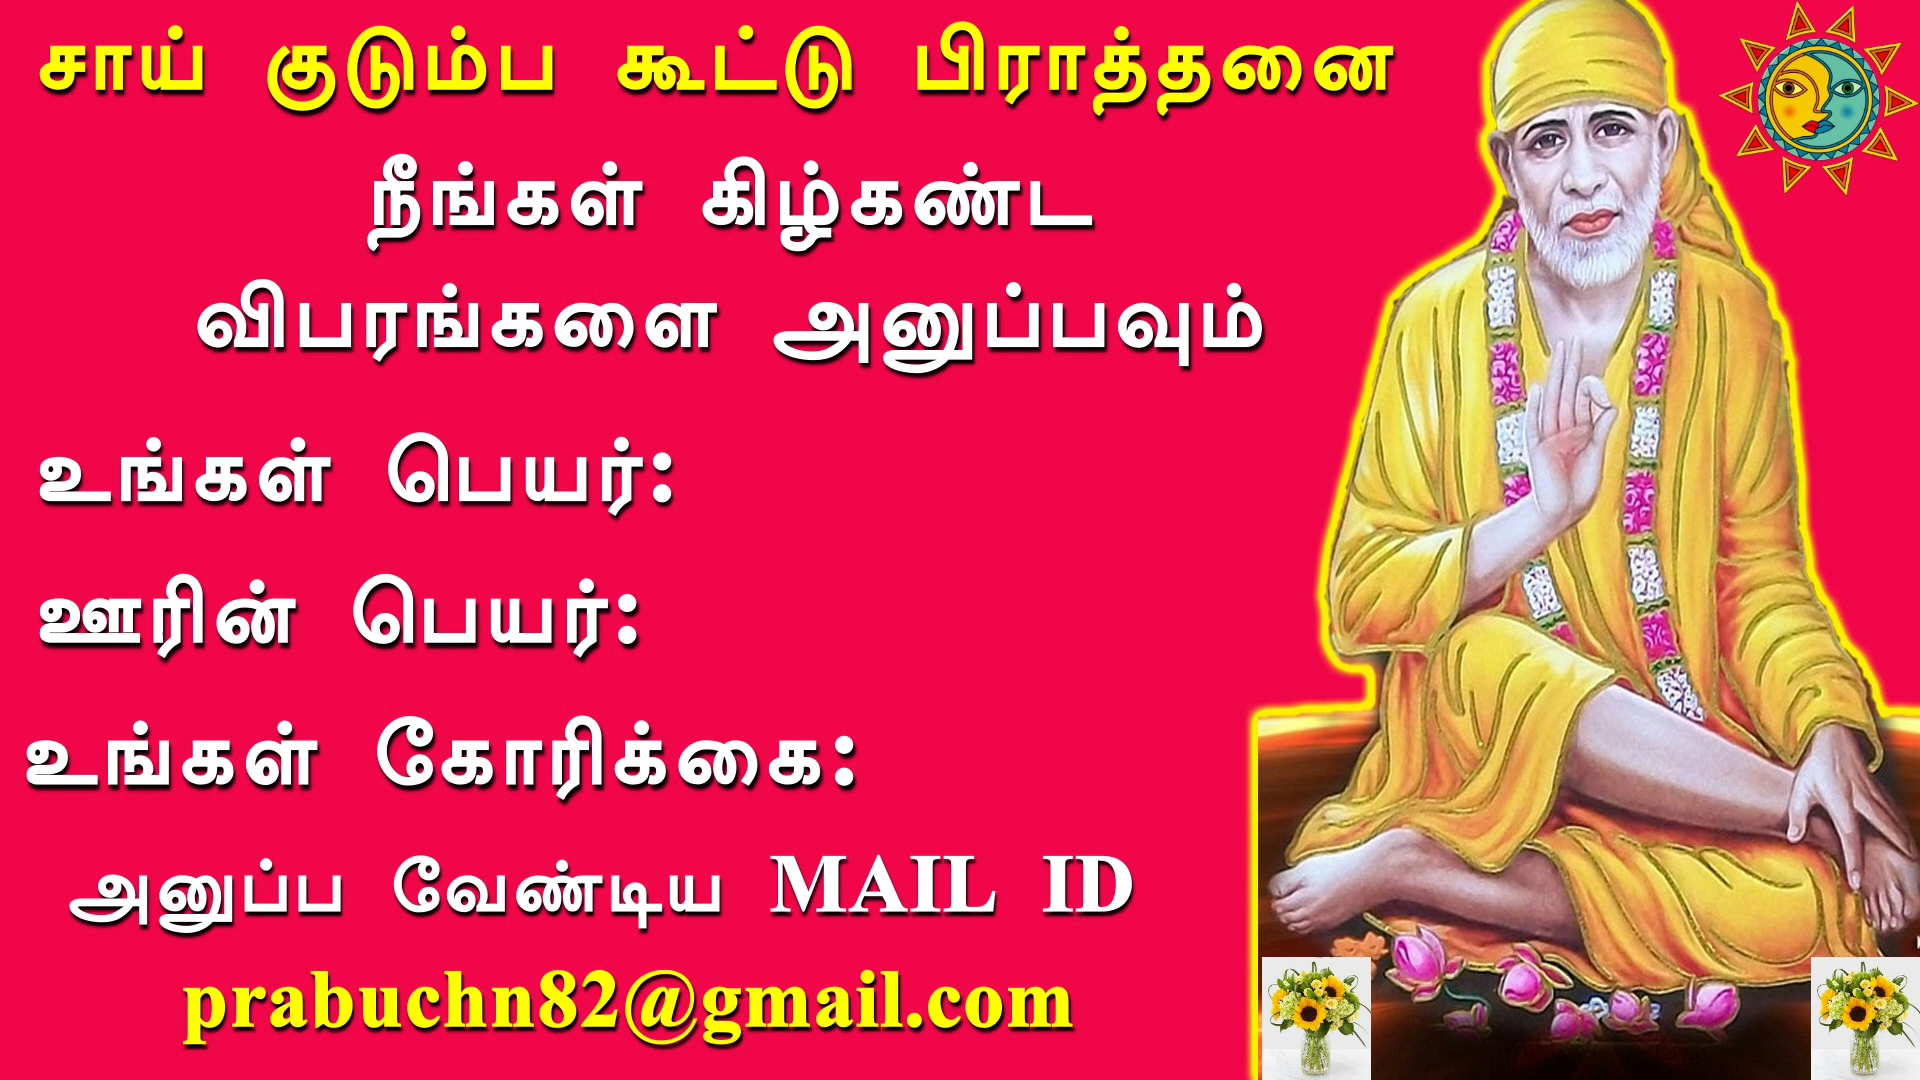 சாய் குடும்ப கூட்டு பிராத்தனை
நீங்கள் கிழ்கண்ட
விபரங்களை அனுப்பவும்
உங்கள் பெயர்:
ஊரின் பெயர்:
உங்கள் கோரிக்கை:
அனுப்ப வேண்டிய MAIL ID
prabuchn82@gmail.com